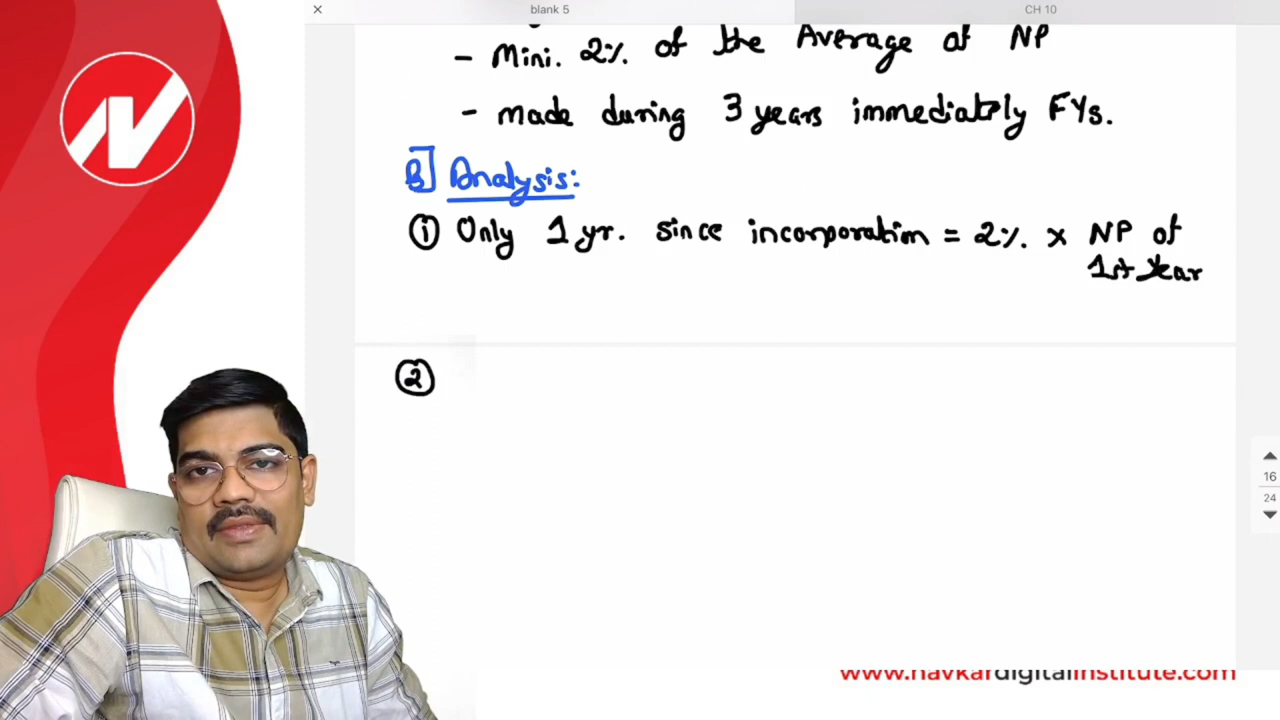 blank 5
CH 10
- Mini. 2%. of the Average of NP
- made during 3 years immediately FYs.
B] Analysis:
① Only 1 yr. since incorporation = 2%. x NP of
1st year
②
16
24
www.navkardigitalinstitute.com